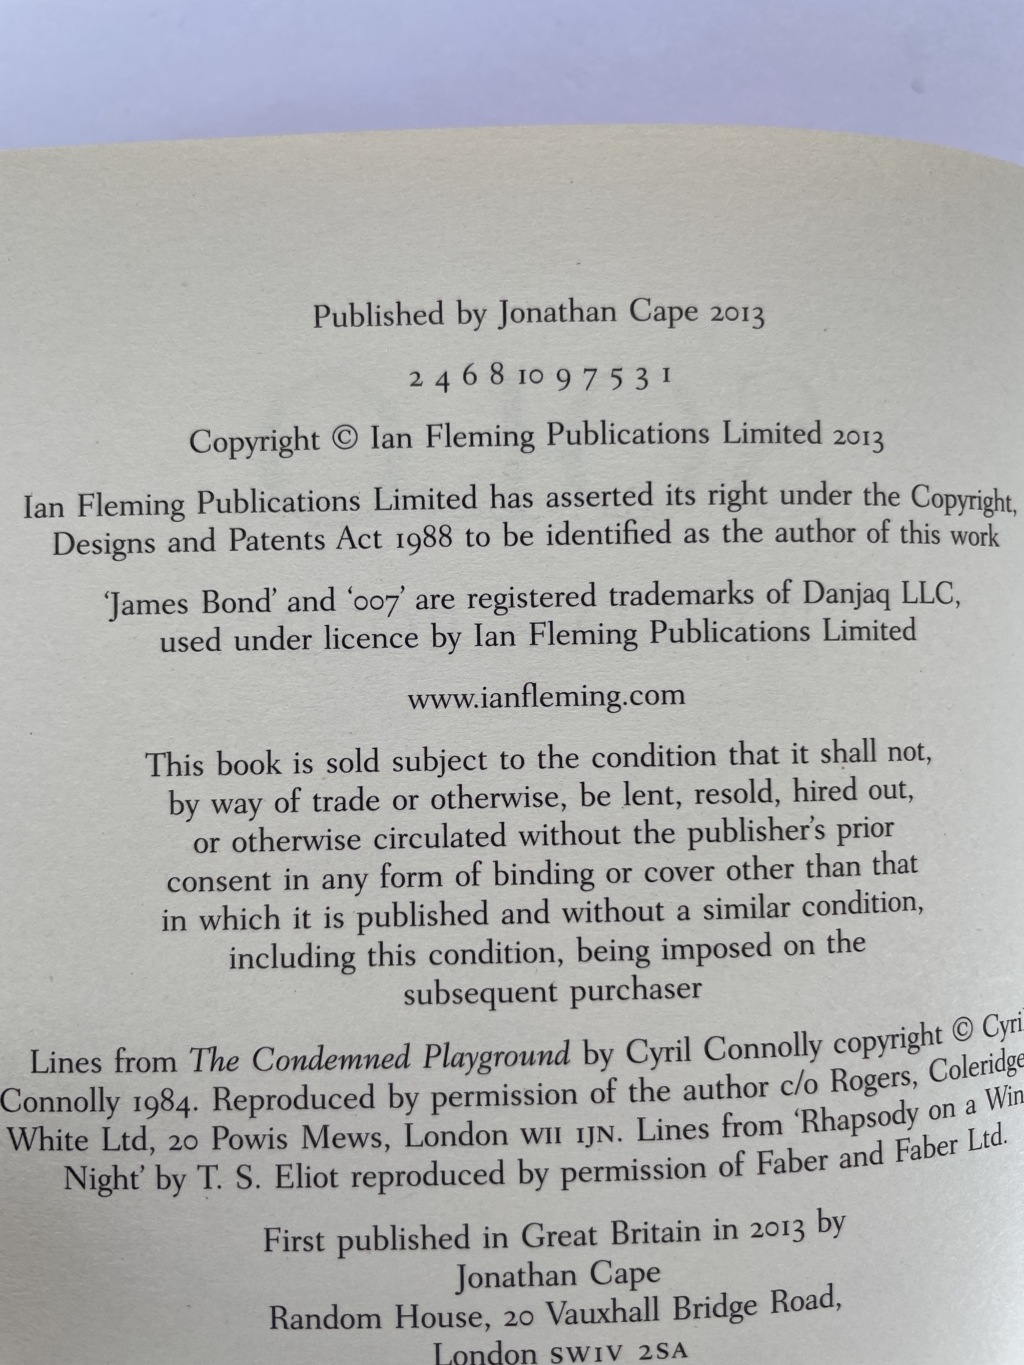 Published by Jonathan Cape 2013
2 4 6 8 10 9 7 5 3 1
Copyright © Ian Fleming Publications Limited 2013
Ian Fleming Publications Limited has asserted its right under the Copyright,
Designs and Patents Act 1988 to be identified as the author of this work
‘James Bond’ and ‘007’ are registered trademarks of Danjaq LLC,
used under licence by Ian Fleming Publications Limited
www.ianfleming.com
This book is sold subject to the condition that it shall not,
by way of trade or otherwise, be lent, resold, hired out,
or otherwise circulated without the publisher’s prior
consent in any form of binding or cover other than that
in which it is published and without a similar condition,
including this condition, being imposed on the
subsequent purchaser
Lines from The Condemned Playground by Cyril Connolly copyright ©
Connolly 1984. Reproduced by permission of the author c/o Rogers, Coleridge
White Ltd, 20 Powis Mews, London W11 1JN. Lines from ‘Rhapsody on a
Night’ by T. S. Eliot reproduced by permission of Faber and Faber Ltd.
First published in Great Britain in 2013 by
Jonathan Cape
Random House, 20 Vauxhall Bridge Road,
London SW1V 2SA